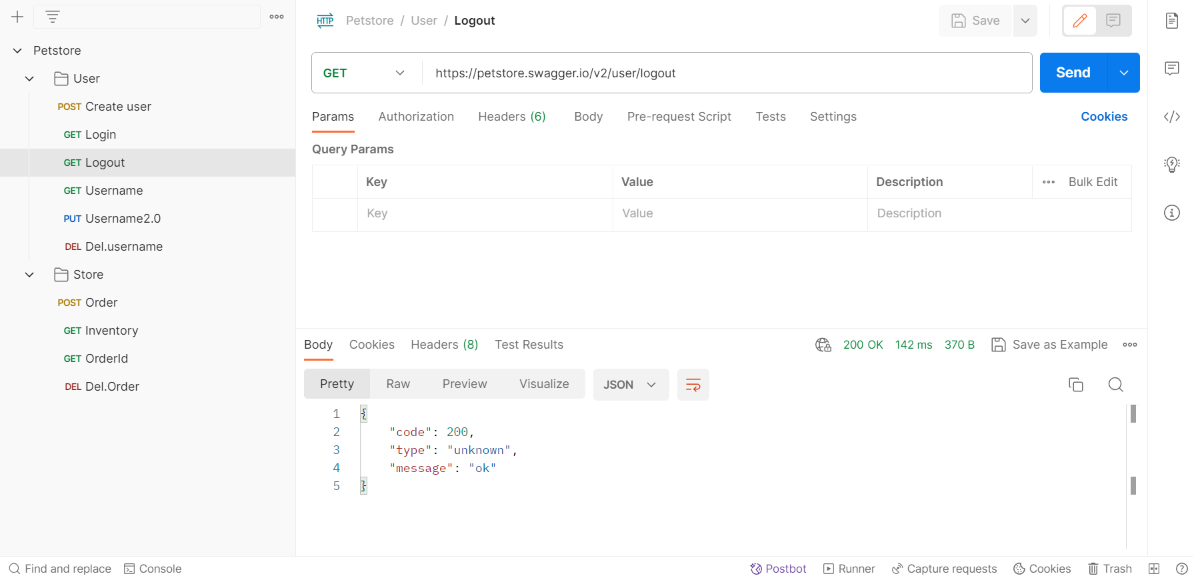 Petstore
User
POST Create user
GET Login
GET Logout
GET Username
PUT Username2.0
DEL Del.username
Store
POST Order
GET Inventory
GET OrderId
DEL Del.Order
HTTP Petstore / User / Logout
Save
GET https://petstore.swagger.io/v2/user/logout Send
Params Authorization Headers (6) Body Pre-request Script Tests Settings Cookies
Query Params
Key Value Description Bulk Edit
Key Value Description
Body Cookies Headers (8) Test Results 200 OK 142 ms 370 B Save as Example
Pretty Raw Preview Visualize JSON
1 {
2 "code": 200,
3 "type": "unknown",
4 "message": "ok"
5 }
Find and replace Console Postbot Runner Capture requests Cookies Trash